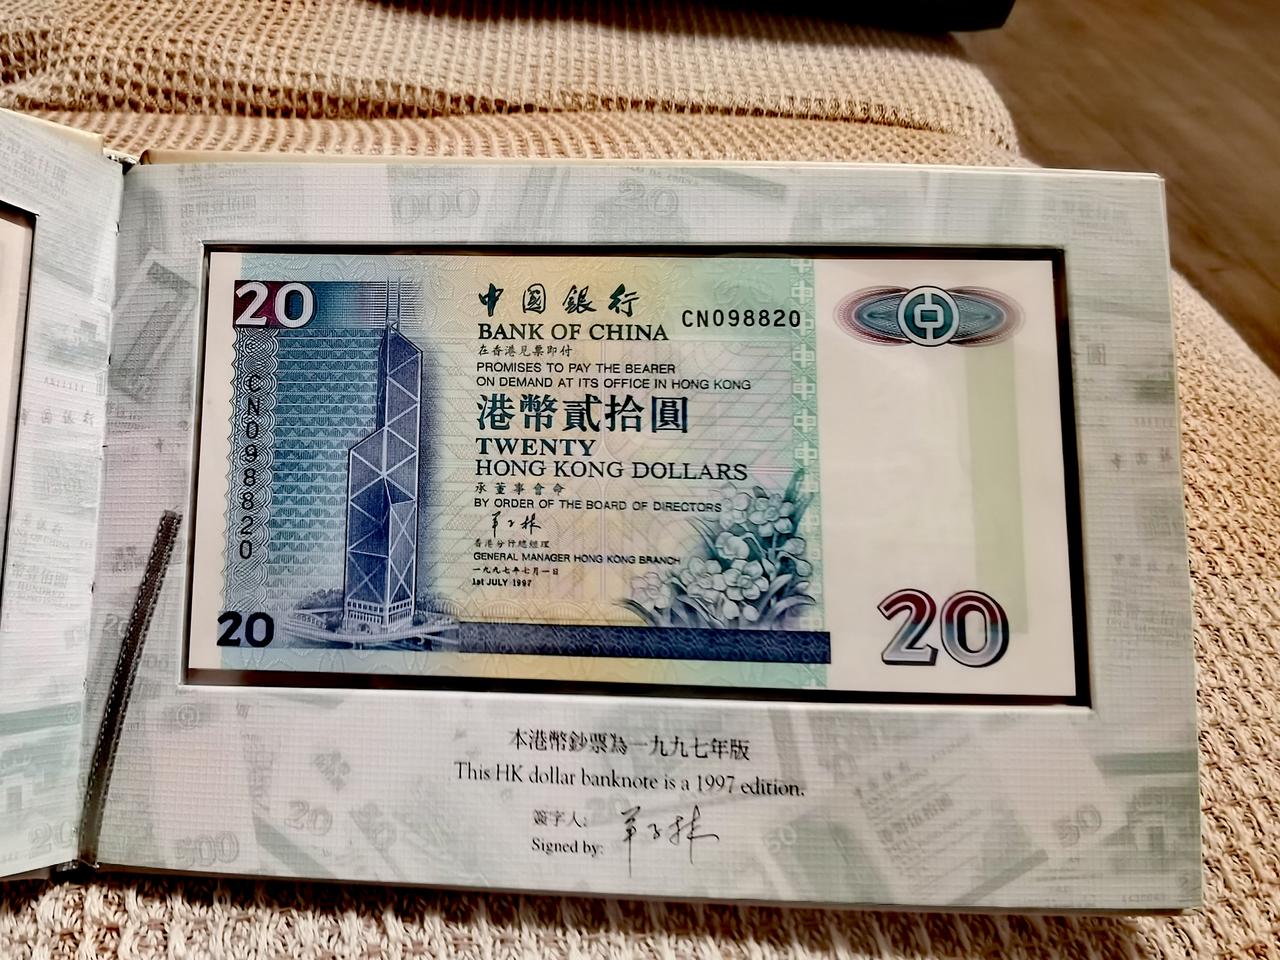 20
中國銀行
BANK OF CHINA
CN098820
在香港見票即付
PROMISES TO PAY THE BEARER
ON DEMAND AT ITS OFFICE IN HONG KONG
港幣貳拾圓
TWENTY
HONG KONG DOLLARS
承董事會命
BY ORDER OF THE BOARD OF DIRECTORS
香港分行總經理
GENERAL MANAGER HONG KONG BRANCH
一九九七年七月一日
1st JULY 1997
CN098820
20
20
本港幣鈔票為一九九七年版
This HK dollar banknote is a 1997 edition.
簽字人:
Signed by:
20
20
500
50